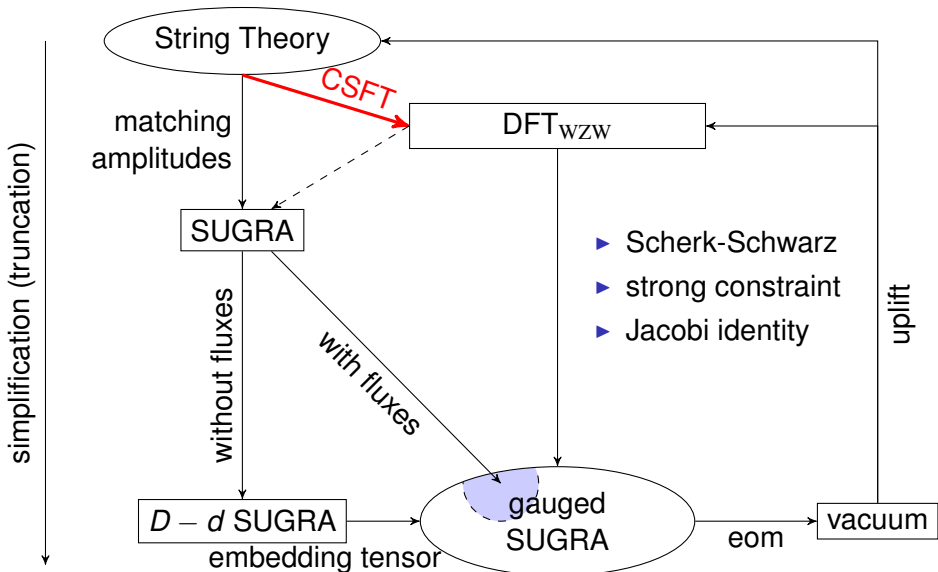 String Theory
CSFT
matching
amplitudes
DFT_WZW
SUGRA
► Scherk-Schwarz
► strong constraint
► Jacobi identity
simplification (truncation)
without fluxes
with fluxes
uplift
D − d SUGRA
embedding tensor
gauged
SUGRA
eom
vacuum